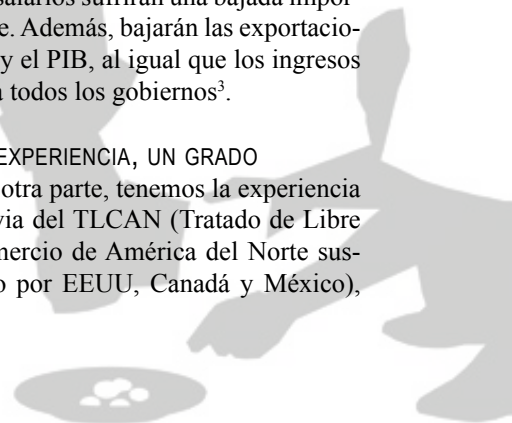 salarios sufrirán una bajada impor-
e. Además, bajarán las exportacio-
y el PIB, al igual que los ingresos
a todos los gobiernos³.
EXPERIENCIA, UN GRADO
otra parte, tenemos la experiencia
via del TLCAN (Tratado de Libre
mercio de América del Norte sus-
o por EEUU, Canadá y México),